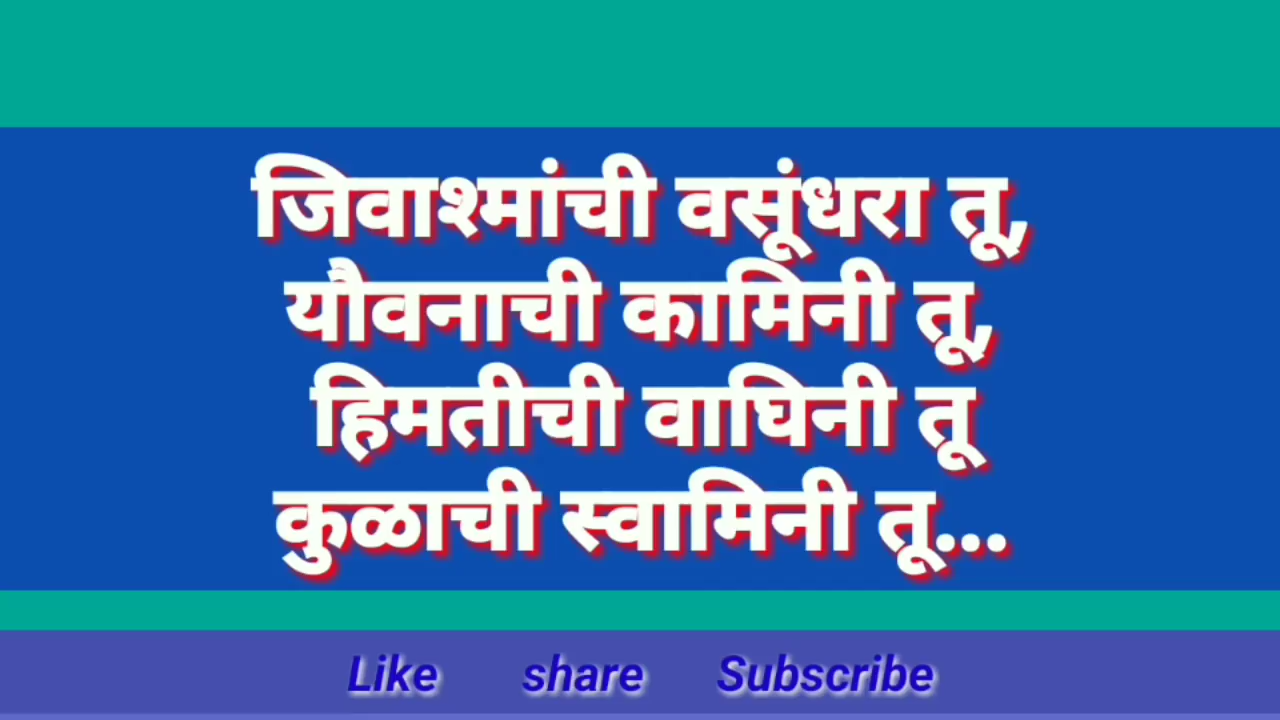 जिवाश्मांची वसूंधरा तू,
यौवनाची कामिनी तू,
हिमतीची वाघिनी तू
कुळाची स्वामिनी तू...
Like share Subscribe